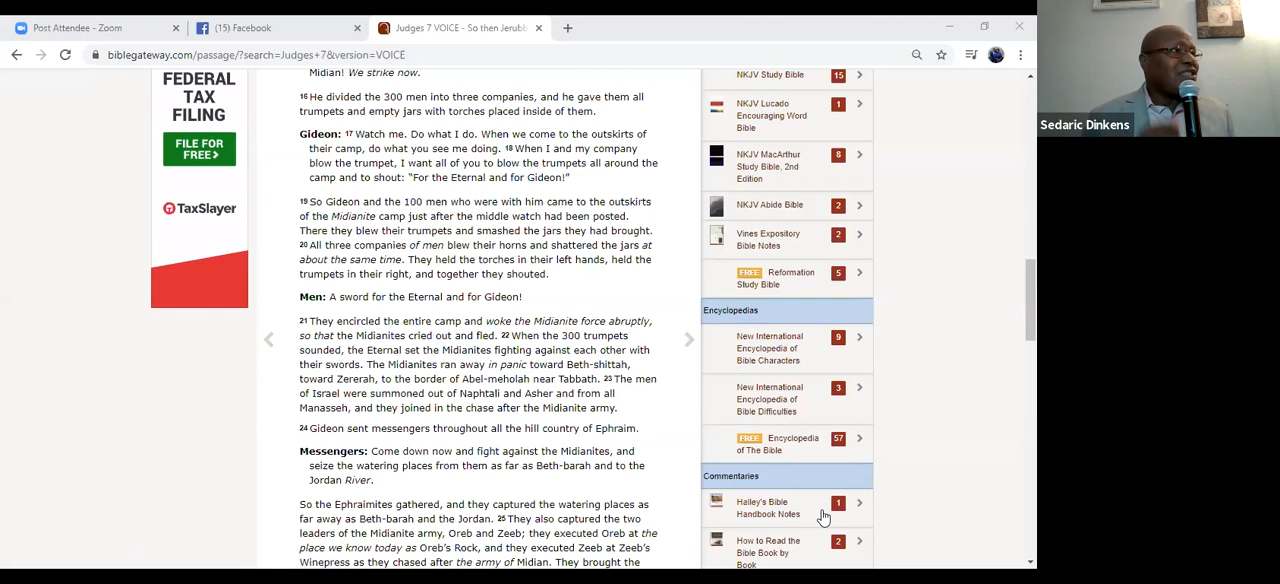 Post Attendee - Zoom
(15) Facebook
Judges 7 VOICE - So then Jerubb
biblegateway.com/passage/?search=Judges+7&version=VOICE
FEDERAL
TAX
FILING
FILE FOR
FREE>
TaxSlayer
Midian! We strike now.
16 He divided the 300 men into three companies, and he gave them all
trumpets and empty jars with torches placed inside of them.
Gideon: 17 Watch me. Do what I do. When we come to the outskirts of
their camp, do what you see me doing. 18 When I and my company
blow the trumpet, I want all of you to blow the trumpets all around the
camp and to shout: “For the Eternal and for Gideon!”
19 So Gideon and the 100 men who were with him came to the outskirts
of the Midianite camp just after the middle watch had been posted.
There they blew their trumpets and smashed the jars they had brought.
20 All three companies of men blew their horns and shattered the jars at
about the same time. They held the torches in their left hands, held the
trumpets in their right, and together they shouted.
Men: A sword for the Eternal and for Gideon!
21 They encircled the entire camp and woke the Midianite force abruptly,
so that the Midianites cried out and fled. 22 When the 300 trumpets
sounded, the Eternal set the Midianites fighting against each other with
their swords. The Midianites ran away in panic toward Beth-shittah,
toward Zererah, to the border of Abel-meholah near Tabbath. 23 The men
of Israel were summoned out of Naphtali and Asher and from all
Manasseh, and they joined in the chase after the Midianite army.
24 Gideon sent messengers throughout all the hill country of Ephraim.
Messengers: Come down now and fight against the Midianites, and
seize the watering places from them as far as Beth-barah and to the
Jordan River.
So the Ephraimites gathered, and they captured the watering places as
far away as Beth-barah and the Jordan. 25 They also captured the two
leaders of the Midianite army, Oreb and Zeeb; they executed Oreb at the
place we know today as Oreb’s Rock, and they executed Zeeb at Zeeb’s
Winepress as they chased after the army of Midian. They brought the
NKJV Study Bible 15
NKJV Lucado 1
Encouraging Word
Bible
NKJV MacArthur 6
Study Bible, 2nd
Edition
NKJV Abide Bible 2
Vines Expository 2
Bible Notes
FREE Reformation 5
Study Bible
Encyclopedias
New International 9
Encyclopedia of
Bible Characters
New International 3
Encyclopedia of
Bible Difficulties
FREE Encyclopedia 57
of The Bible
Commentaries
Halley's Bible 1
Handbook Notes
How to Read the 2
Bible Book by
Book
Sedaric Dinkens